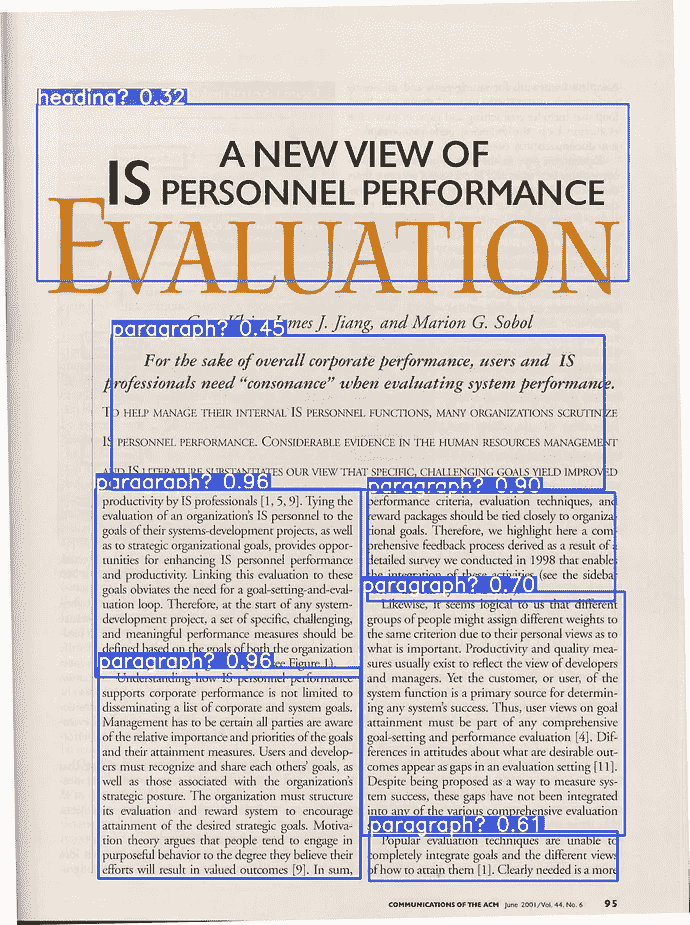 heading? 0.32
A NEW VIEW OF
IS PERSONNEL PERFORMANCE
EVALUATION
James J. Jiang, and Marion G. Sobol
paragraph? 0.45
For the sake of overall corporate performance, users and IS
professionals need “consonance” when evaluating system performance.
TO HELP MANAGE THEIR INTERNAL IS PERSONNEL FUNCTIONS, MANY ORGANIZATIONS SCRUTINIZE
IS PERSONNEL PERFORMANCE. CONSIDERABLE EVIDENCE IN THE HUMAN RESOURCES MANAGEMENT
AND IS LITERATURE SUBSTANTIATES OUR VIEW THAT SPECIFIC, CHALLENGING GOALS YIELD IMPROVED
paragraph? 0.96
productivity by IS professionals [1, 5, 9]. Tying the
evaluation of an organization’s IS personnel to the
goals of their systems-development projects, as well
as to strategic organizational goals, provides oppor-
tunities for enhancing IS personnel performance
and productivity. Linking this evaluation to these
goals obviates the need for a goal-setting-and-eval-
uation loop. Therefore, at the start of any system-
development project, a set of specific, challenging,
and meaningful performance measures should be
defined based on the goals of both the organization
(see Figure 1).
paragraph? 0.96
Understanding how IS personnel performance
supports corporate performance is not limited to
disseminating a list of corporate and system goals.
Management has to be certain all parties are aware
of the relative importance and priorities of the goals
and their attainment measures. Users and develop-
ers must recognize and share each others’ goals, as
well as those associated with the organization’s
strategic posture. The organization must structure
its evaluation and reward system to encourage
attainment of the desired strategic goals. Motiva-
tion theory argues that people tend to engage in
purposeful behavior to the degree they believe their
efforts will result in valued outcomes [9]. In sum,
paragraph? 0.90
performance criteria, evaluation techniques, and
reward packages should be tied closely to organiza-
tional goals. Therefore, we highlight here a com-
prehensive feedback process derived as a result of a
detailed survey we conducted in 1998 that enables
the integration of these activities (see the sidebar
paragraph? 0.70
Likewise, it seems logical to us that different
groups of people might assign different weights to
the same criterion due to their personal views as to
what is important. Productivity and quality mea-
sures usually exist to reflect the view of developers
and managers. Yet the customer, or user, of the
system function is a primary source for determin-
ing any system’s success. Thus, user views on goal
attainment must be part of any comprehensive
goal-setting and performance evaluation [4]. Dif-
ferences in attitudes about what are desirable out-
comes appear as gaps in an evaluation setting [11].
Despite being proposed as a way to measure sys-
tem success, these gaps have not been integrated
into any of the various comprehensive evaluation
paragraph? 0.61
Popular evaluation techniques are unable to
completely integrate goals and the different views
of how to attain them [1]. Clearly needed is a more
COMMUNICATIONS OF THE ACM June 2001/Vol. 44, No. 6 95